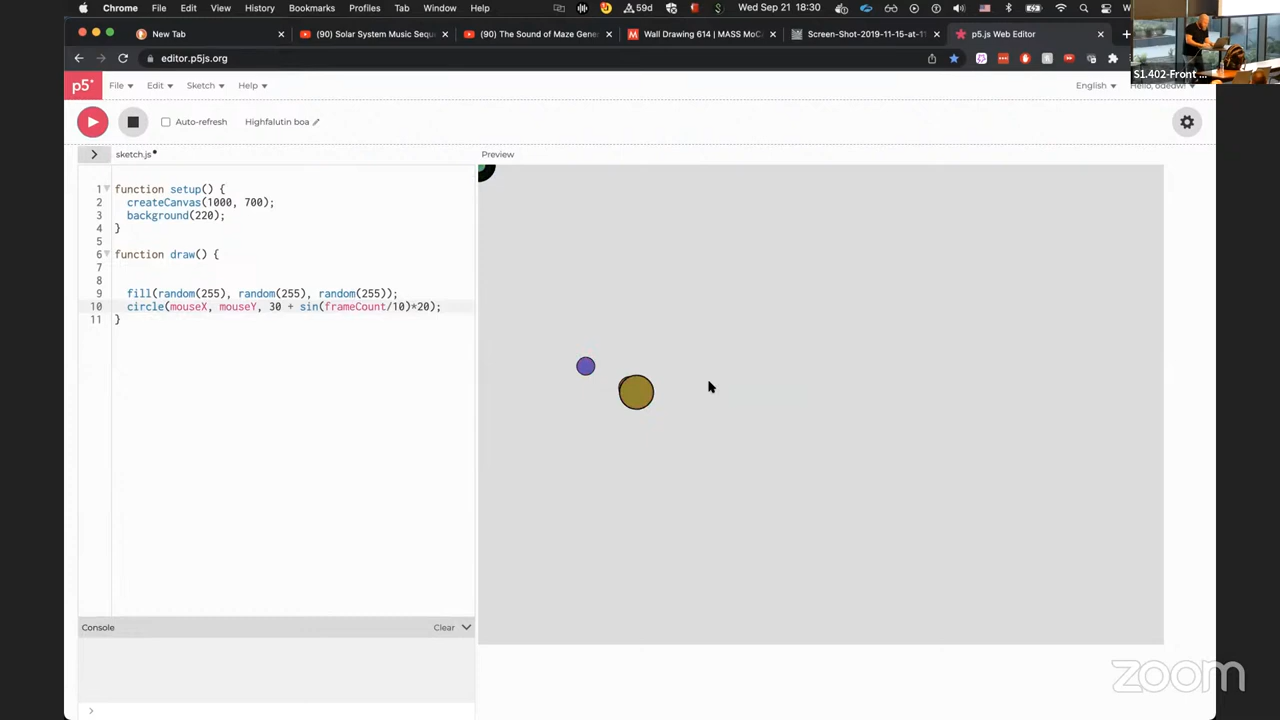 Chrome File Edit View History Bookmarks Profiles Tab Window Help 59d Wed Sep 21 18:30
New Tab (90) Solar System Music Sequ (90) The Sound of Maze Gene Wall Drawing 614 | MASS MoC Screen-Shot-2019-11-15-at-1 p5.js Web Editor
editor.p5js.org
S1.402-Front ...
p5* File Edit Sketch Help English Hello, odedw!
Auto-refresh Highfalutin boa
sketch.js Preview
1 function setup() {
2 createCanvas(1000, 700);
3 background(220);
4 }
5
6 function draw() {
7
8
9 fill(random(255), random(255), random(255));
10 circle(mouseX, mouseY, 30 + sin(frameCount/10)*20);
11 }
Console Clear
>
zoom